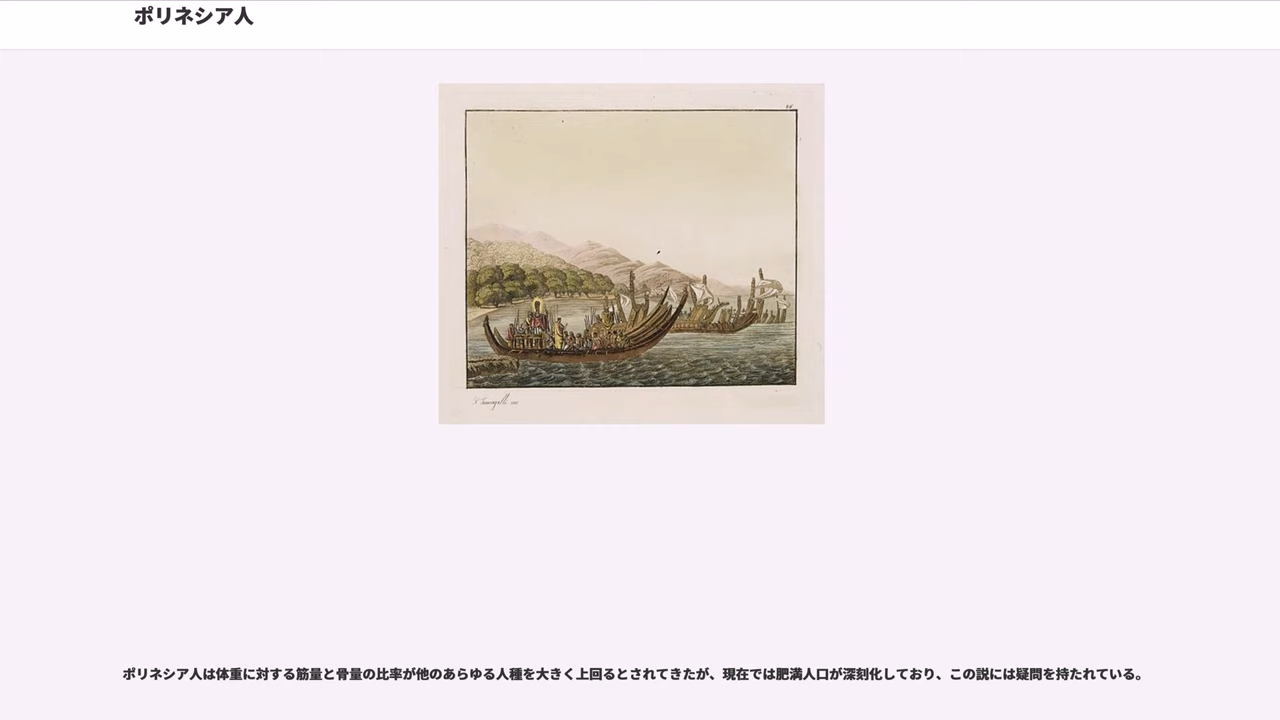 ポリネシア人
ポリネシア人は体重に対する筋量と骨量の比率が他のあらゆる人種を大きく上回るとされてきたが、現在では肥満人口が深刻化しており、この説には疑問を持たれている。